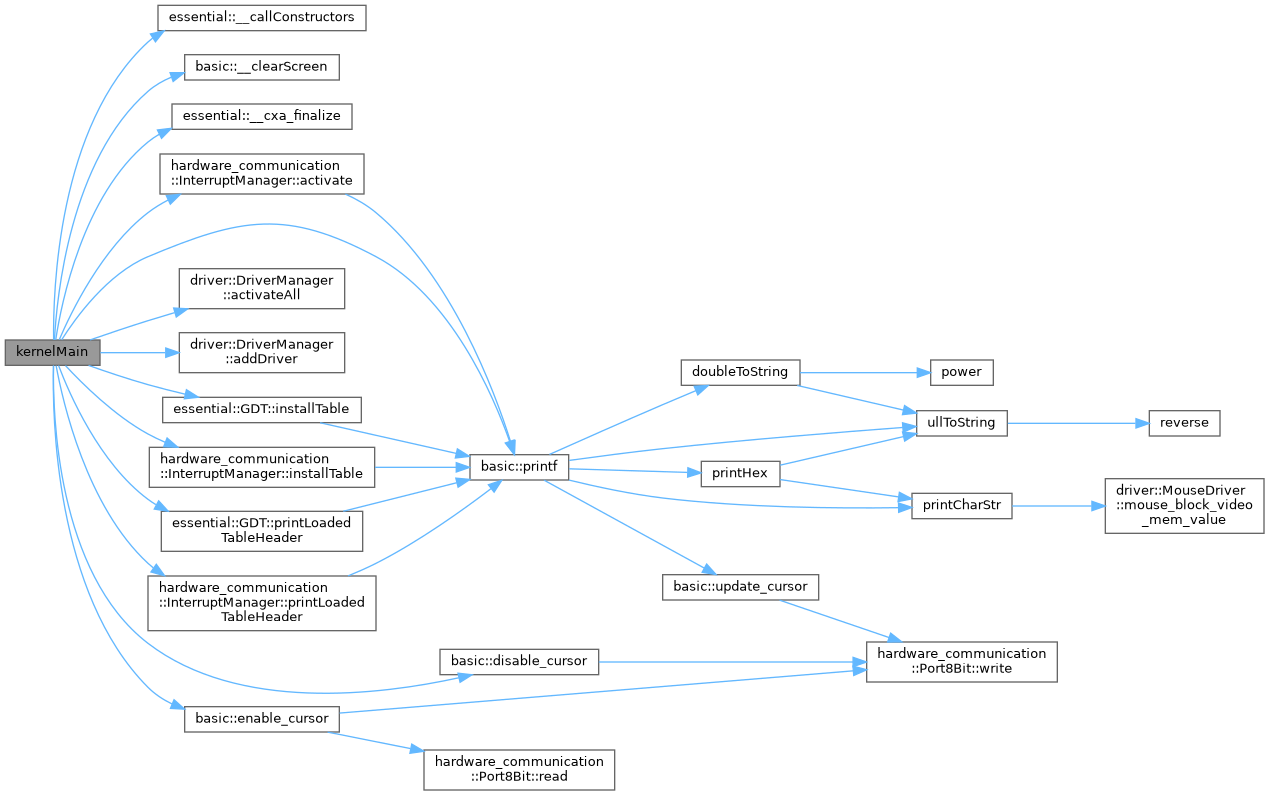 essential::__callConstructors
basic::__clearScreen
essential::__cxa_finalize
hardware_communication
::InterruptManager::activate
driver::DriverManager
::activateAll
kernelMain
driver::DriverManager
::addDriver
essential::GDT::installTable
hardware_communication
::InterruptManager::installTable
essential::GDT::printLoaded
TableHeader
hardware_communication
::InterruptManager::printLoaded
TableHeader
basic::enable_cursor
basic::printf
basic::disable_cursor
hardware_communication
::Port8Bit::read
doubleToString
printHex
basic::update_cursor
power
ullToString
printCharStr
hardware_communication
::Port8Bit::write
reverse
driver::MouseDriver
::mouse_block_video
_mem_value